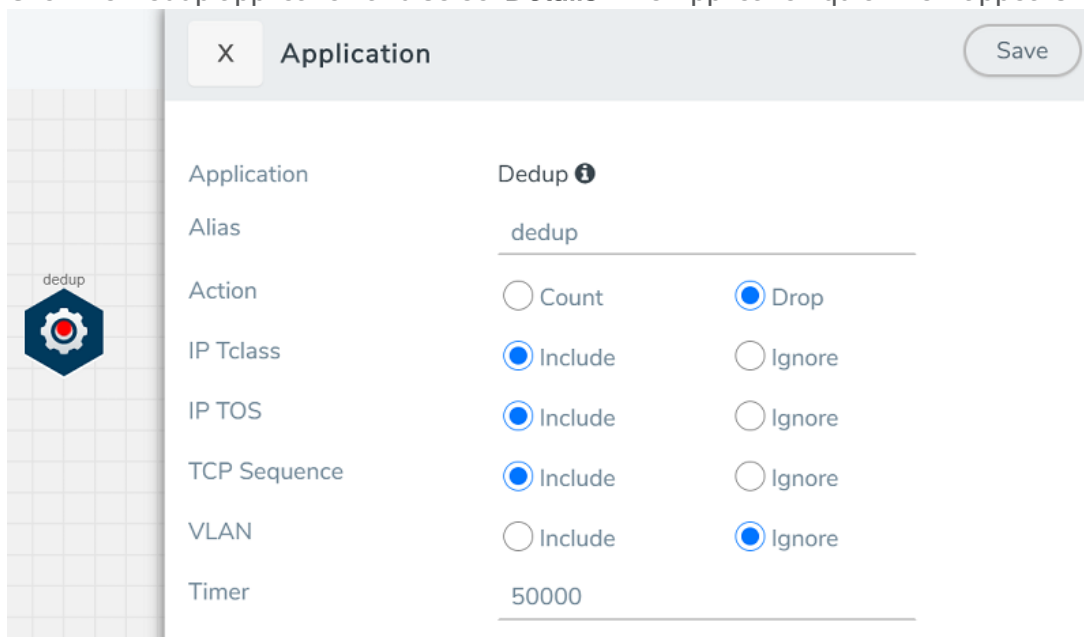 X Application Save
Application Dedup
Alias dedup
dedup
Action Count Drop
IP Tclass Include Ignore
IP TOS Include Ignore
TCP Sequence Include Ignore
VLAN Include Ignore
Timer 50000